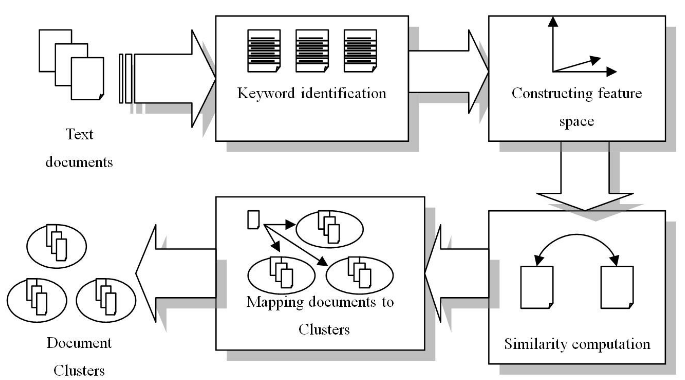 Text
documents
Keyword identification
Constructing feature
space
Similarity computation
Mapping documents to
Clusters
Document
Clusters